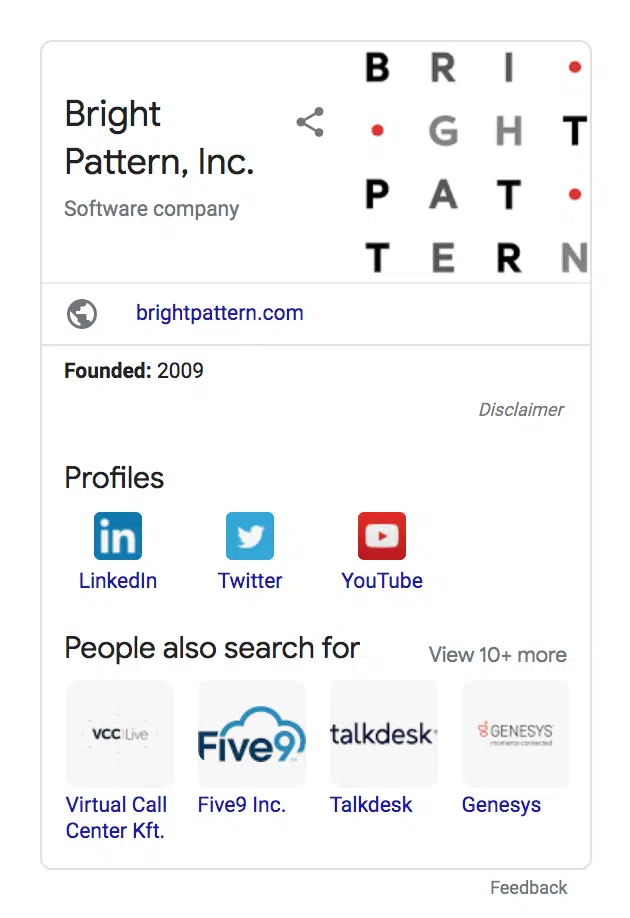 Bright
Pattern, Inc.
Software company
B R I
G H T
P A T
T E R N
brightpattern.com
Founded: 2009
Disclaimer
Profiles
in
LinkedIn
Twitter
YouTube
People also search for
View 10+ more
VCC Live
Five9
talkdesk
GENESYS
moments connected
Virtual Call
Center Kft.
Five9 Inc.
Talkdesk
Genesys
Feedback